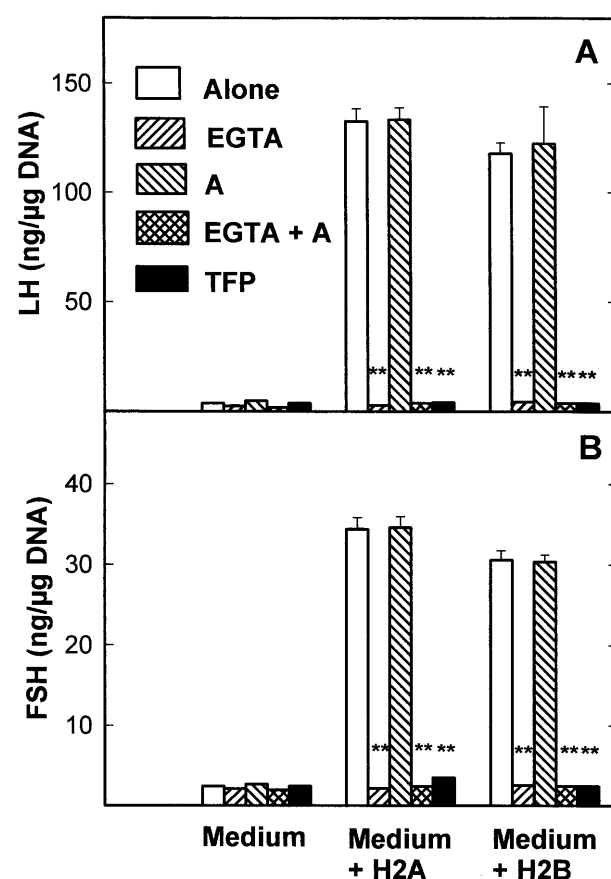 A
150
100
50
LH (ng/µg DNA)
Alone
EGTA
A
EGTA + A
TFP
** ** **
** ** **
B
40
30
20
10
FSH (ng/µg DNA)
** ** **
** ** **
Medium
Medium
+ H2A
Medium
+ H2B